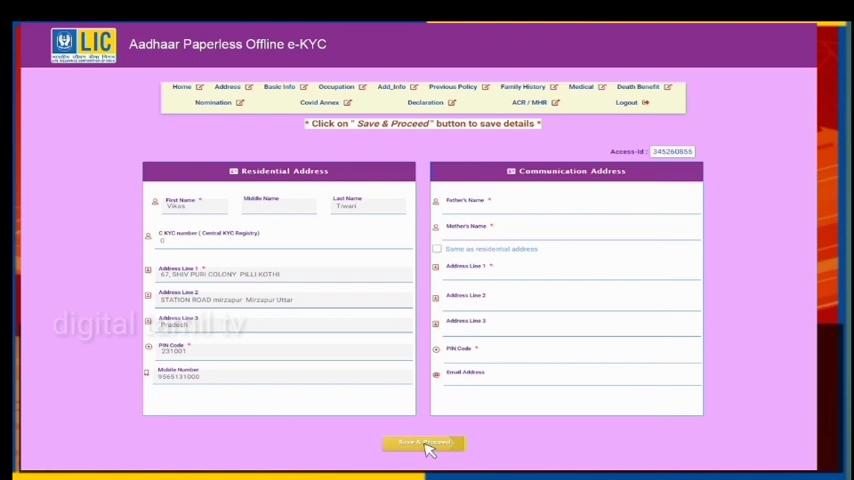 LIC
Aadhaar Paperless Offline e-KYC
Home Address Basic Info Occupation Add_Info Previous Policy Family History Medical Death Benefit
Nomination Covid Annex Declaration ACR / MHR Logout
* Click on " Save & Proceed " button to save details *
Access-Id : 345260855
Residential Address
First Name * Middle Name Last Name
Vikas Tiwari
C KYC number ( Central KYC Registry)
0
Address Line 1 *
67, SHIV PURI COLONY PILLI KOTHI
Address Line 2
STATION ROAD mirzapur Mirzapur Uttar
Address Line 3
Pradesh
PIN Code *
231001
Mobile Number
9565131000
Communication Address
Father's Name *
Mother's Name *
Same as residential address
Address Line 1 *
Address Line 2
Address Line 3
PIN Code *
Email Address
Save & Proceed
digital tamil tv